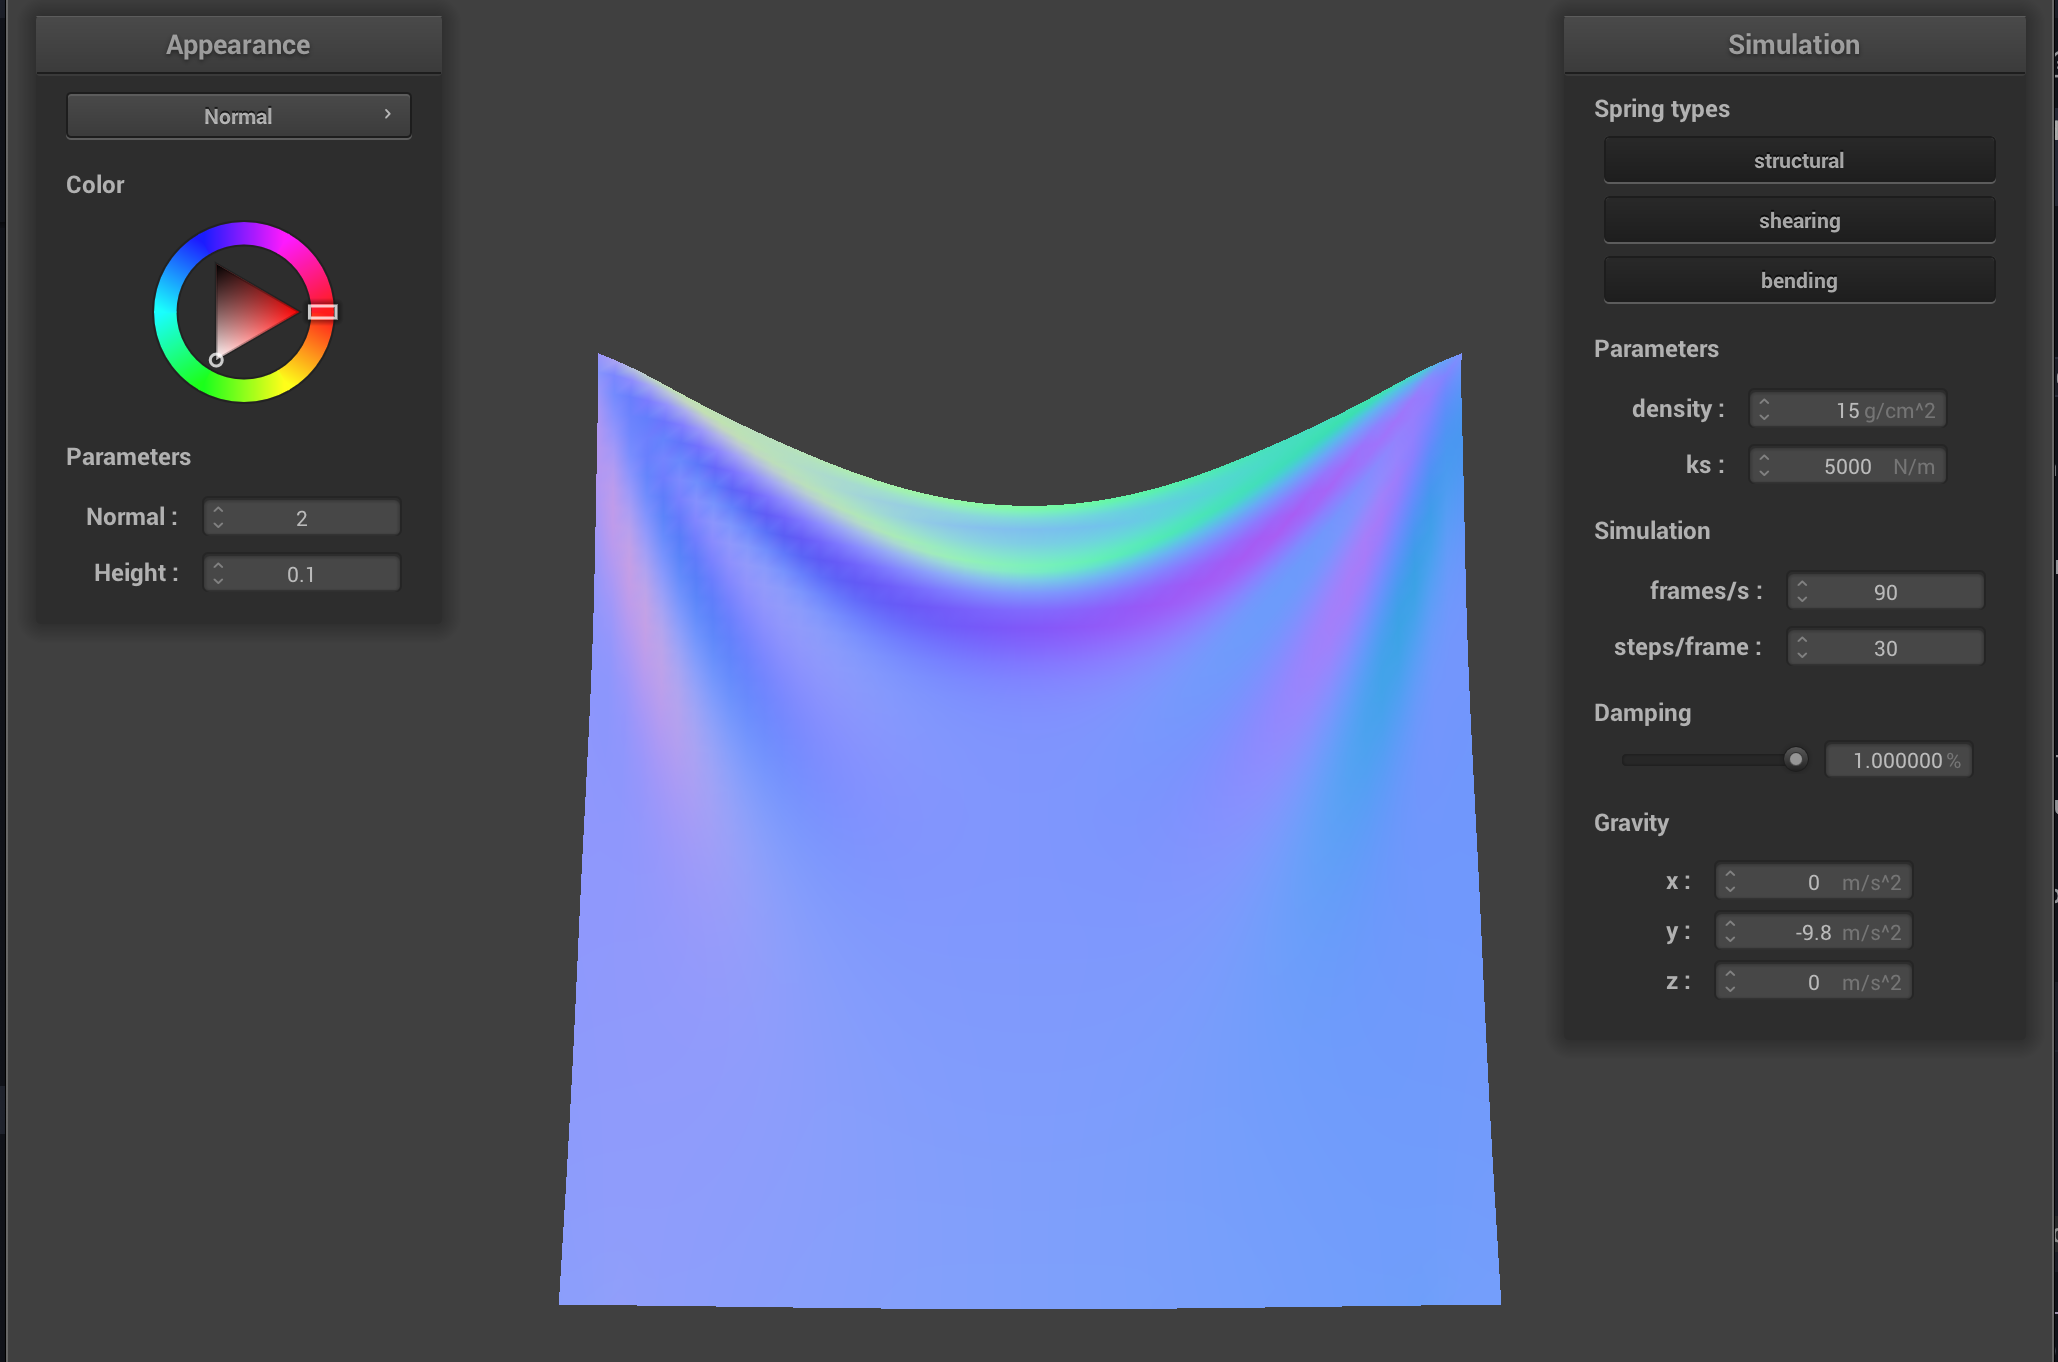 Appearance
Normal
Color
Parameters
Normal : 2
Height : 0.1
Simulation
Spring types
structural
shearing
bending
Parameters
density : 15 g/cm^2
ks : 5000 N/m
Simulation
frames/s : 90
steps/frame : 30
Damping
1.000000 %
Gravity
x : 0 m/s^2
y : -9.8 m/s^2
z : 0 m/s^2